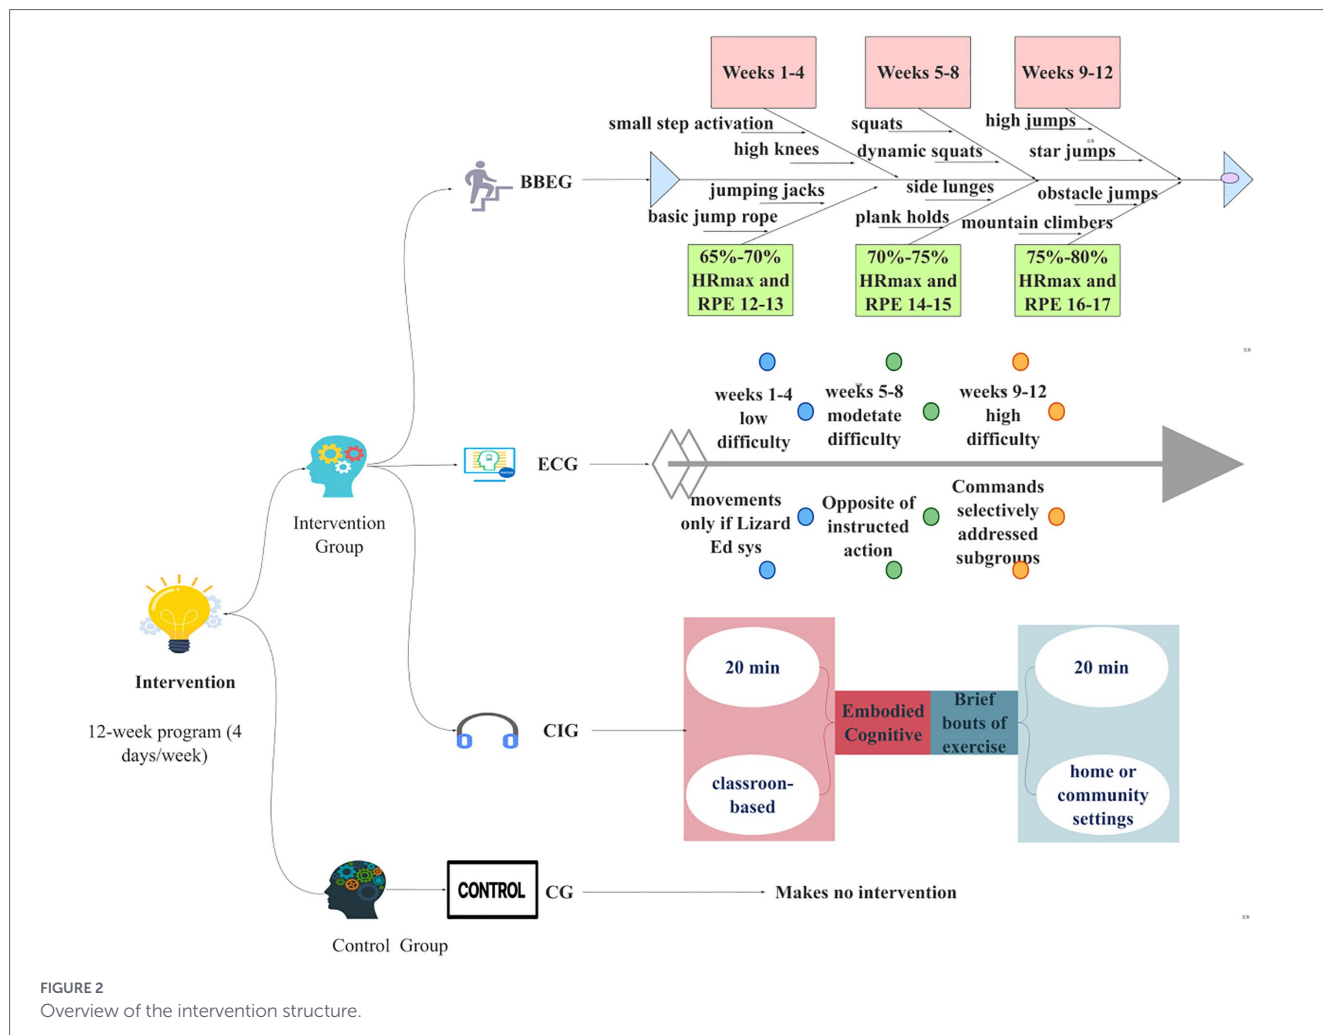 Weeks 1-4
Weeks 5-8
Weeks 9-12
small step activation
high knees
squats
dynamic squats
high jumps
star jumps
BBEG
jumping jacks
basic jump rope
side lunges
plank holds
obstacle jumps
mountain climbers
65%-70%
HRmax and
RPE 12-13
70%-75%
HRmax and
RPE 14-15
75%-80%
HRmax and
RPE 16-17
weeks 1-4
low
difficulty
weeks 5-8
modetate
difficulty
weeks 9-12
high
difficulty
ECG
movements
only if Lizard
Ed sys
Opposite of
instructed
action
Commands
selectively
addressed
subgroups
Intervention
Group
Intervention
12-week program (4
days/week)
CIG
20 min
classroon-
based
Embodied
Cognitive
Brief
bouts of
exercise
20 min
home or
community
settings
CONTROL
CG
Makes no intervention
Control Group
FIGURE 2
Overview of the intervention structure.